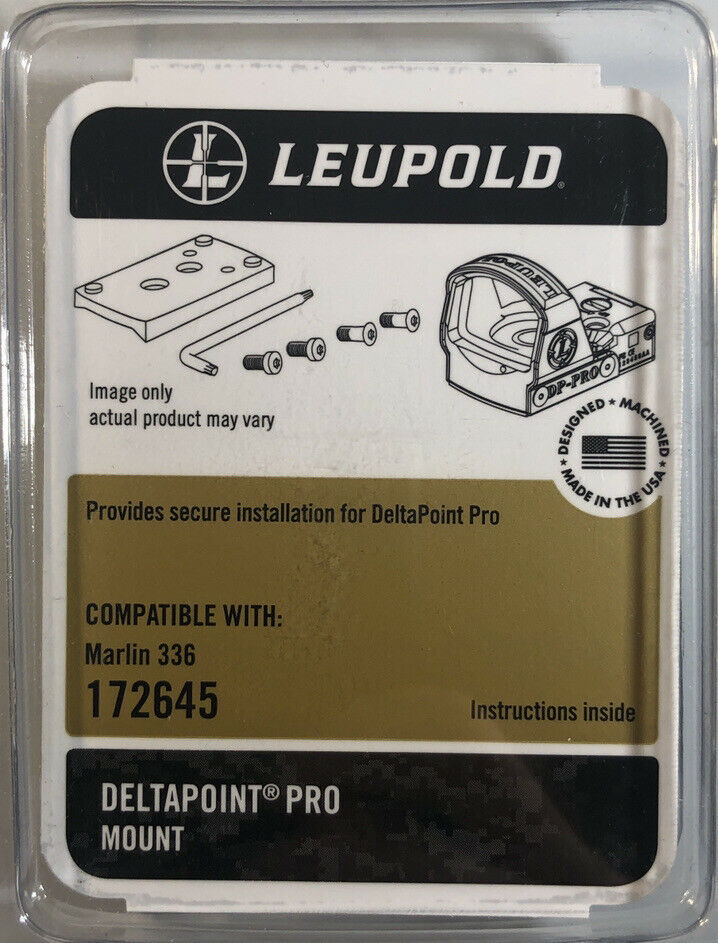 LEUPOLD®
LEUPOLD
L
DP-PRO
Image only
actual product may vary
DESIGNED ★ MACHINED ★ MADE IN THE USA ★
Provides secure installation for DeltaPoint Pro
COMPATIBLE WITH:
Marlin 336
172645
Instructions inside
DELTAPOINT® PRO
MOUNT